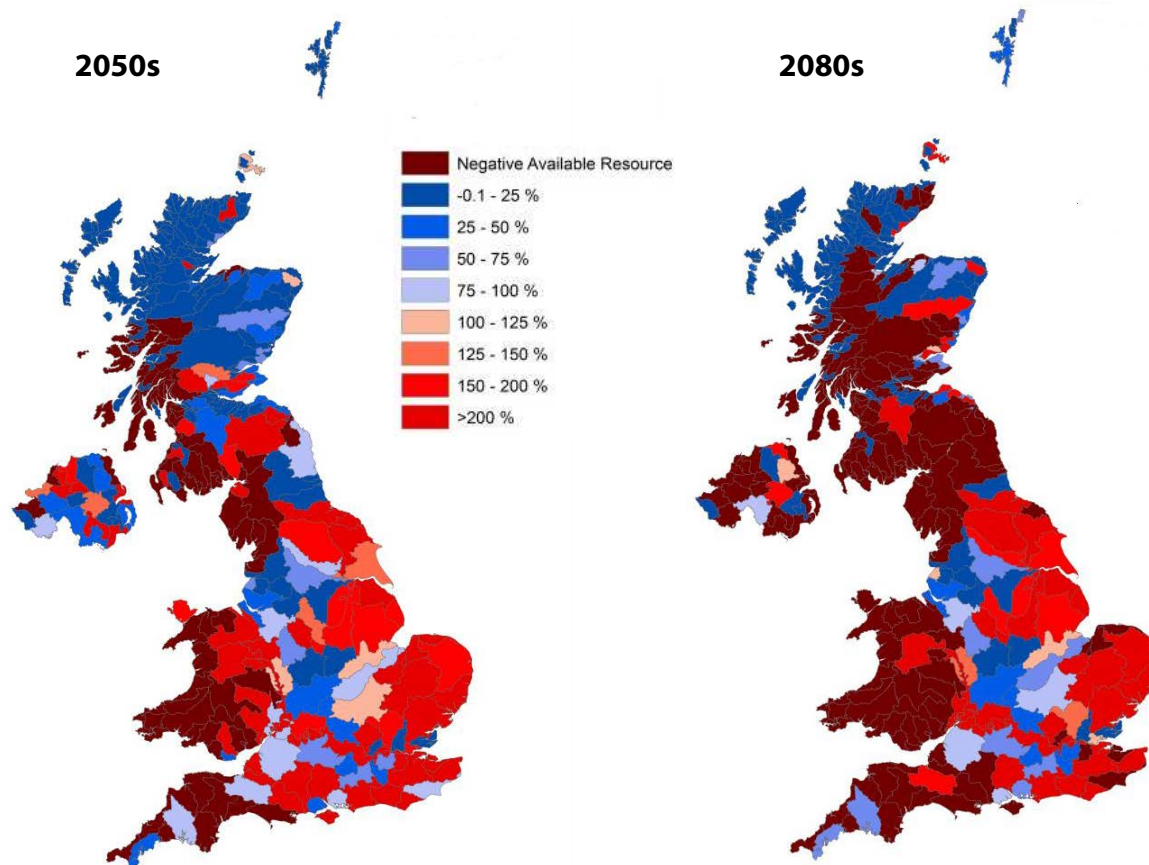 2050s
2080s
Negative Available Resource
-0.1 - 25 %
25 - 50 %
50 - 75 %
75 - 100 %
100 - 125 %
125 - 150 %
150 - 200 %
>200 %